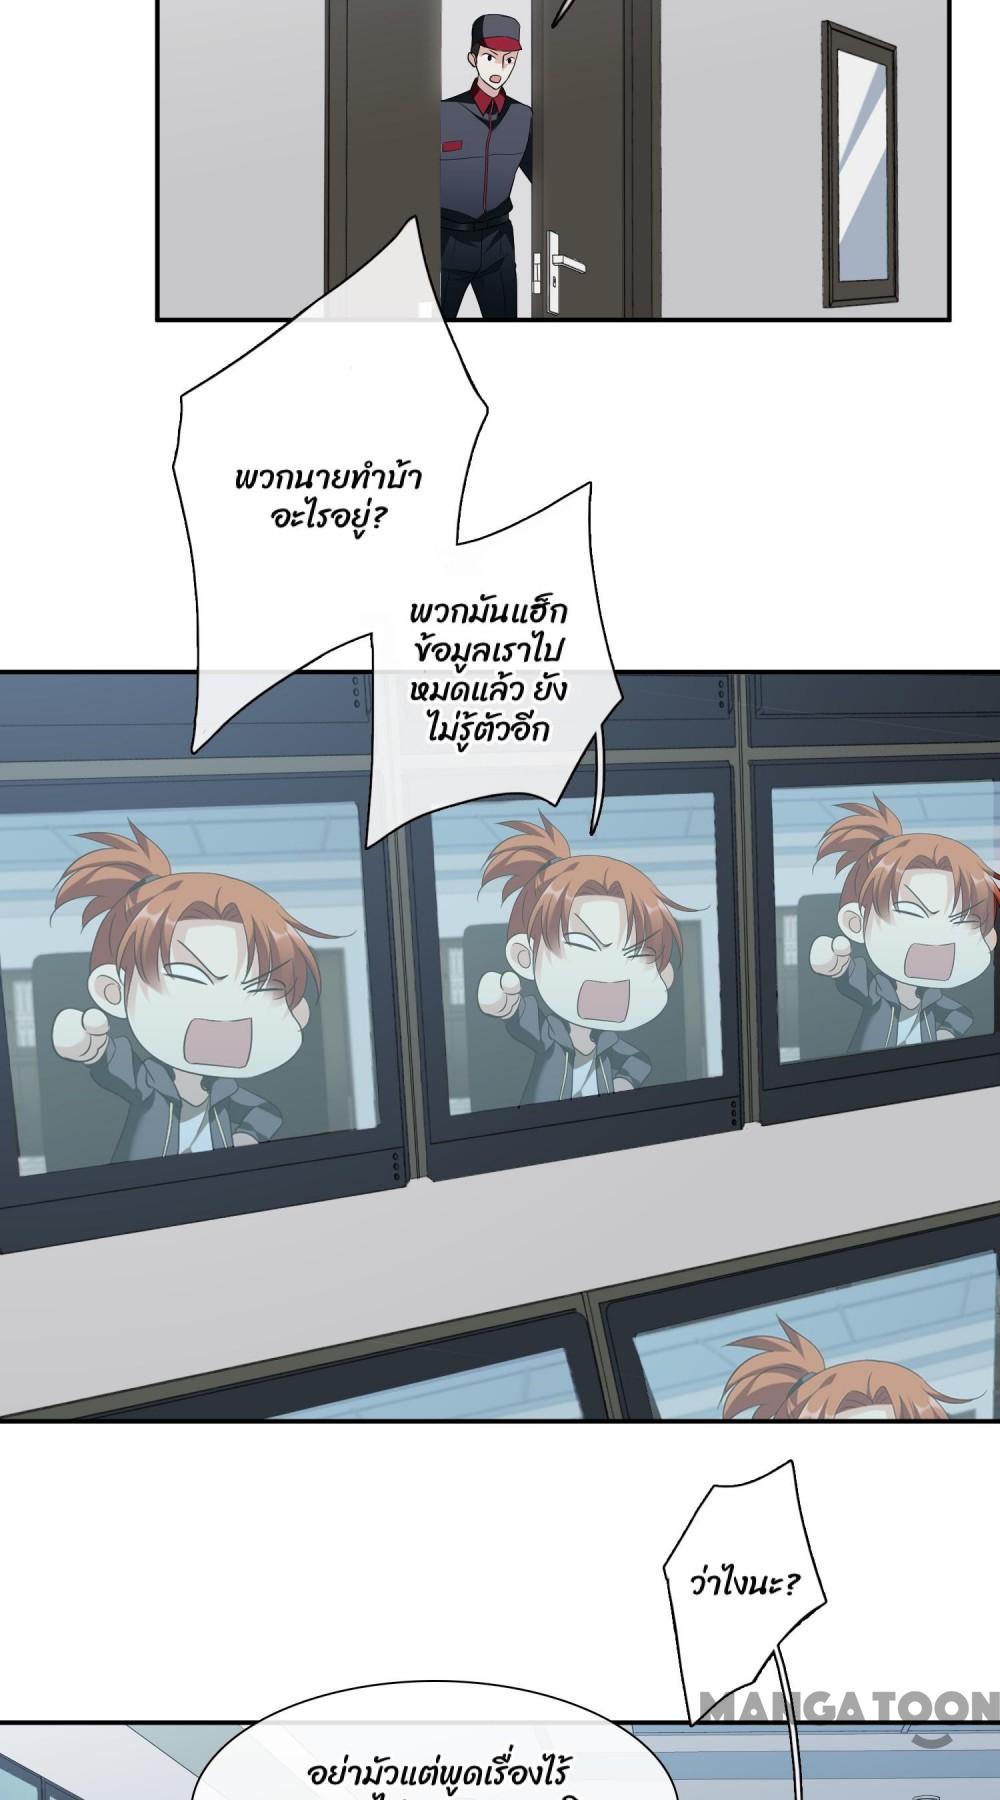 พวกนายทำบ้า
อะไรอยู่?
พวกมันแฮ็ก
ข้อมูลเราไป
หมดแล้ว ยัง
ไม่รู้ตัวอีก
ว่าไงนะ?
MANGATOON
อย่ามัวแต่พูดเรื่องไร้